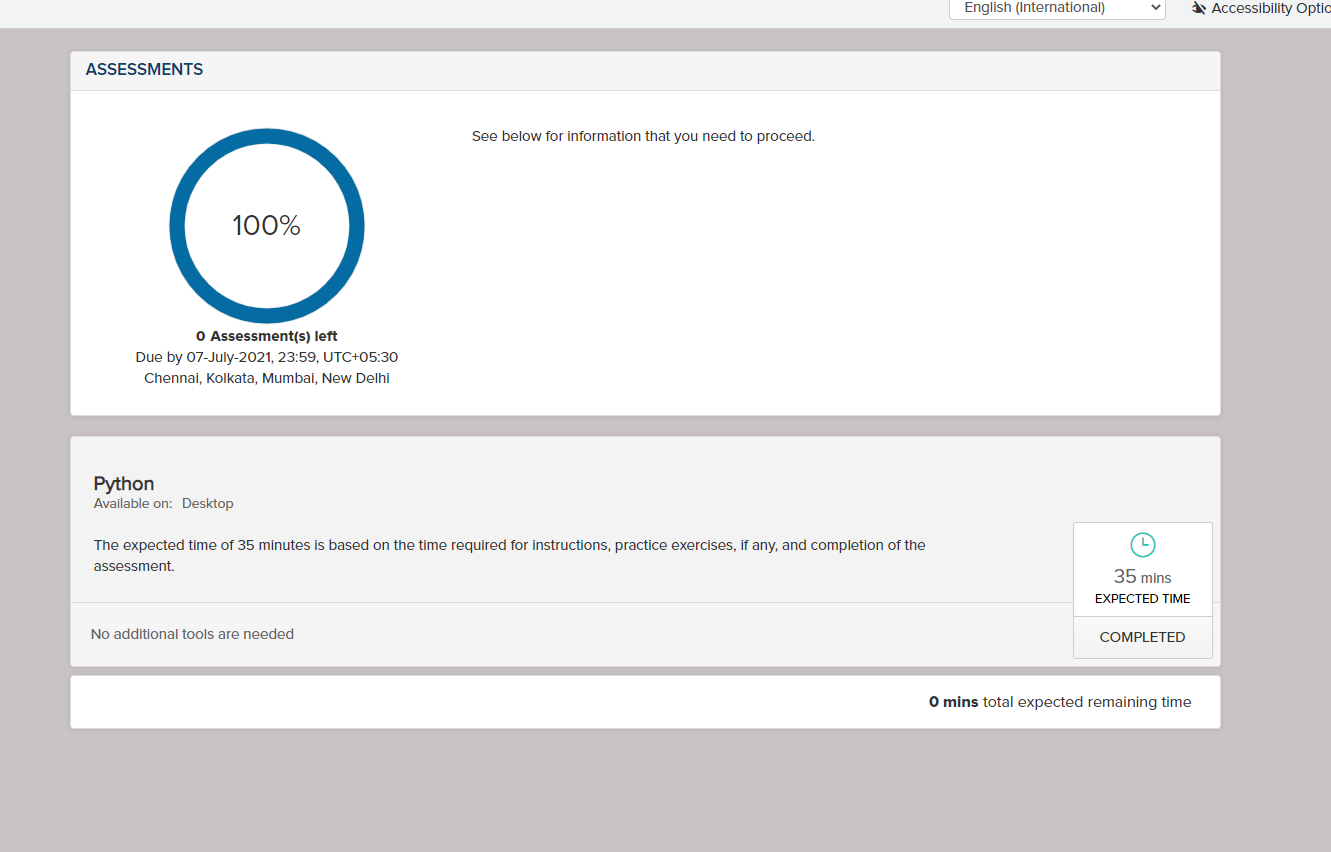 English (International)
Accessibility Optio
ASSESSMENTS
See below for information that you need to proceed.
100%
0 Assessment(s) left
Due by 07-July-2021, 23:59, UTC+05:30
Chennai, Kolkata, Mumbai, New Delhi
Python
Available on: Desktop
The expected time of 35 minutes is based on the time required for instructions, practice exercises, if any, and completion of the
assessment.
35 mins
EXPECTED TIME
No additional tools are needed
COMPLETED
0 mins total expected remaining time